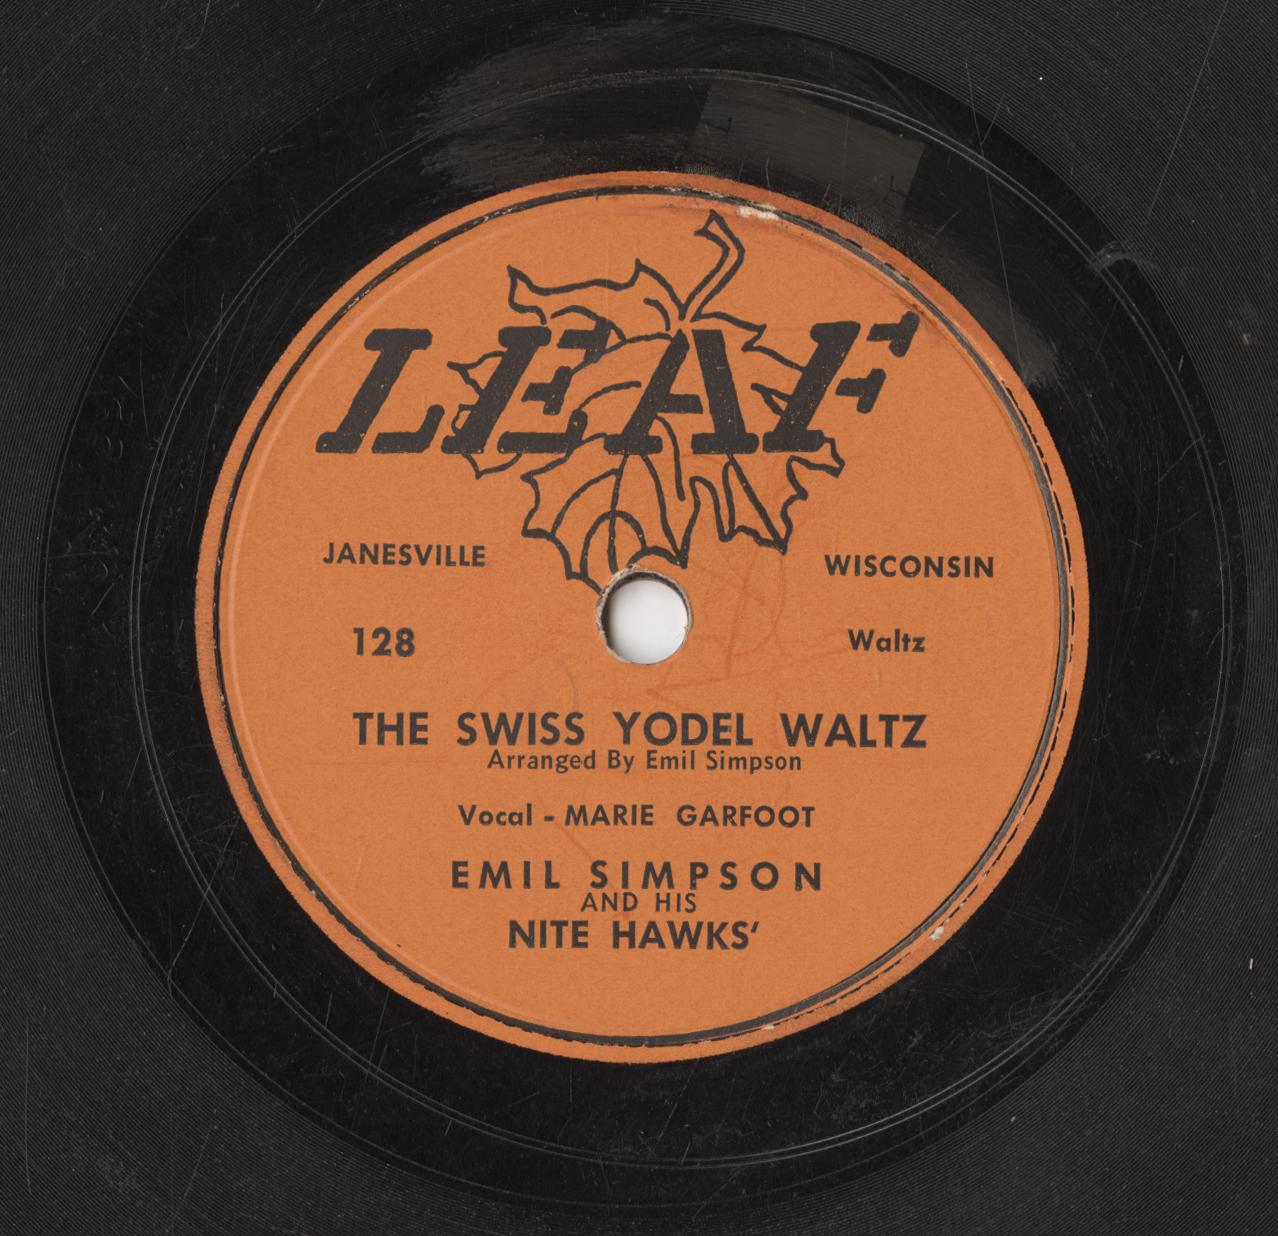 LEAF
JANESVILLE WISCONSIN
128 Waltz
THE SWISS YODEL WALTZ
Arranged By Emil Simpson
Vocal - MARIE GARFOOT
EMIL SIMPSON
AND HIS
NITE HAWKS‘